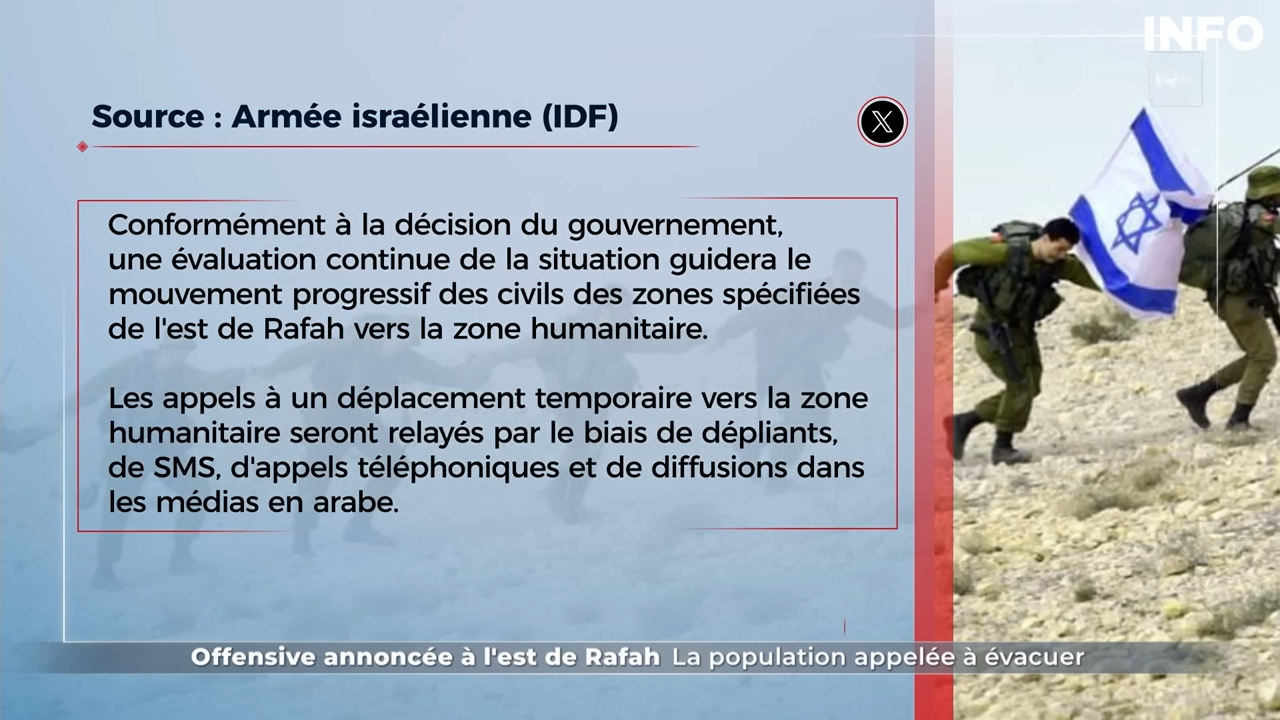 INFO
Source : Armée israélienne (IDF)
Conformément à la décision du gouvernement,
une évaluation continue de la situation guidera le
mouvement progressif des civils des zones spécifiées
de l'est de Rafah vers la zone humanitaire.
Les appels à un déplacement temporaire vers la zone
humanitaire seront relayés par le biais de dépliants,
de SMS, d'appels téléphoniques et de diffusions dans
les médias en arabe.
Offensive annoncée à l'est de Rafah La population appelée à évacuer